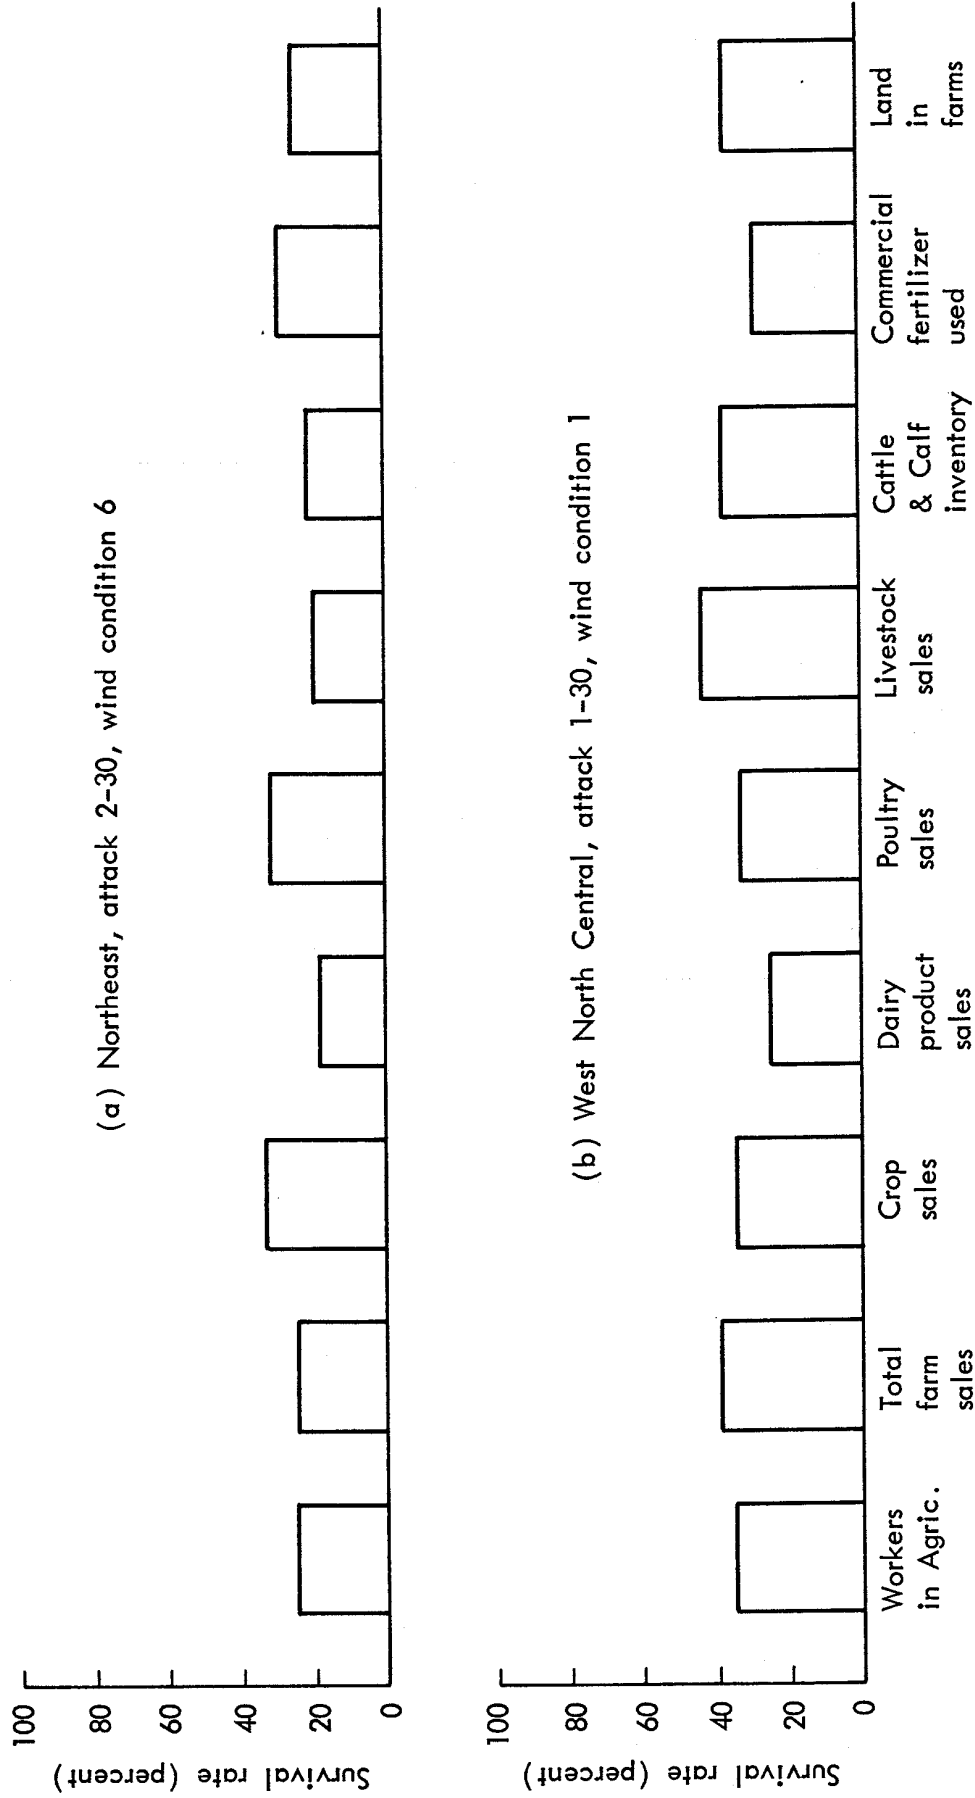 (a) Northeast, attack 2-30, wind condition 6
Survival rate (percent)
100
80
60
40
20
0
(b) West North Central, attack 1-30, wind condition 1
Survival rate (percent)
100
80
60
40
20
0
Workers
in Agric.
Total
farm
sales
Crop
sales
Dairy
product
sales
Poultry
sales
Livestock
sales
Cattle
& Calf
inventory
Commercial
fertilizer
used
Land
in
farms